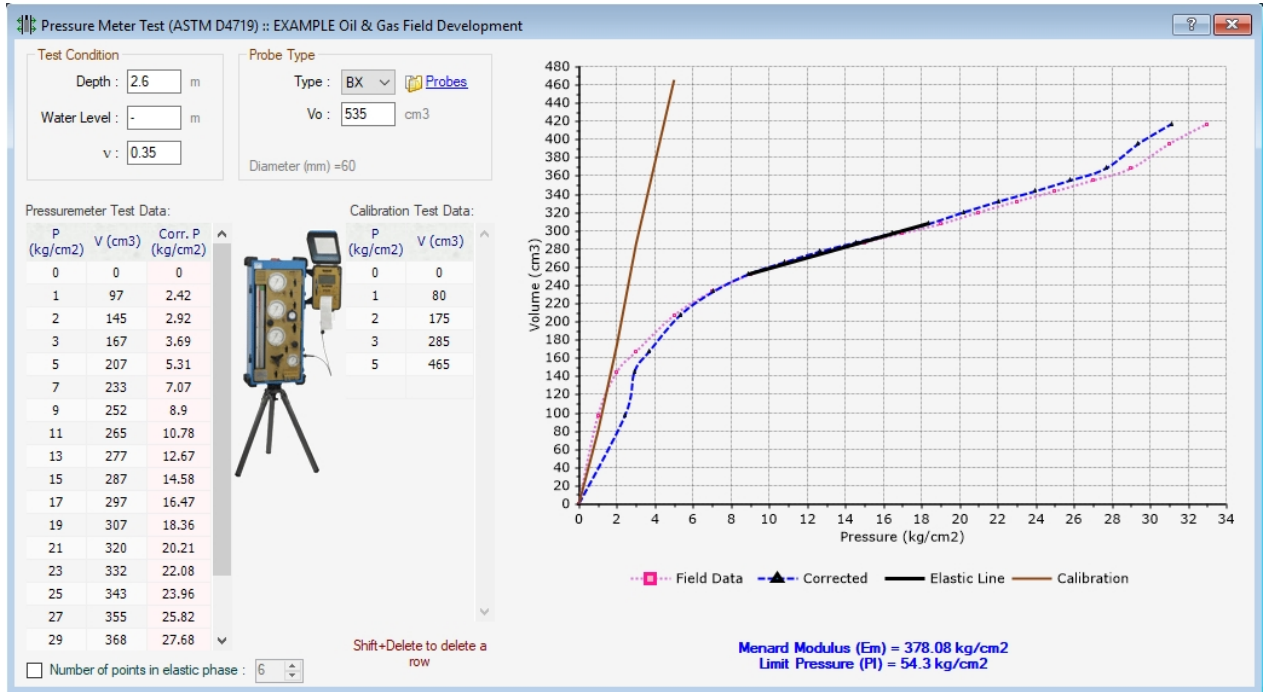 Pressure Meter Test (ASTM D4719) :: EXAMPLE Oil & Gas Field Development
?
Test Condition
Depth : 2.6 m
Water Level : - m
v : 0.35
Probe Type
Type : BX Probes
Vo : 535 cm3
Diameter (mm) =60
Pressuremeter Test Data:
P (kg/cm2) V (cm3) Corr. P (kg/cm2)
0 0 0
1 97 2.42
2 145 2.92
3 167 3.69
5 207 5.31
7 233 7.07
9 252 8.9
11 265 10.78
13 277 12.67
15 287 14.58
17 297 16.47
19 307 18.36
21 320 20.21
23 332 22.08
25 343 23.96
27 355 25.82
29 368 27.68
Number of points in elastic phase : 6
Calibration Test Data:
P (kg/cm2) V (cm3)
0 0
1 80
2 175
3 285
5 465
Shift+Delete to delete a
row
Volume (cm3)
480
460
440
420
400
380
360
340
320
300
280
260
240
220
200
180
160
140
120
100
80
60
40
20
0
0 2 4 6 8 10 12 14 16 18 20 22 24 26 28 30 32 34
Pressure (kg/cm2)
Field Data Corrected Elastic Line Calibration
Menard Modulus (Em) = 378.08 kg/cm2
Limit Pressure (Pl) = 54.3 kg/cm2